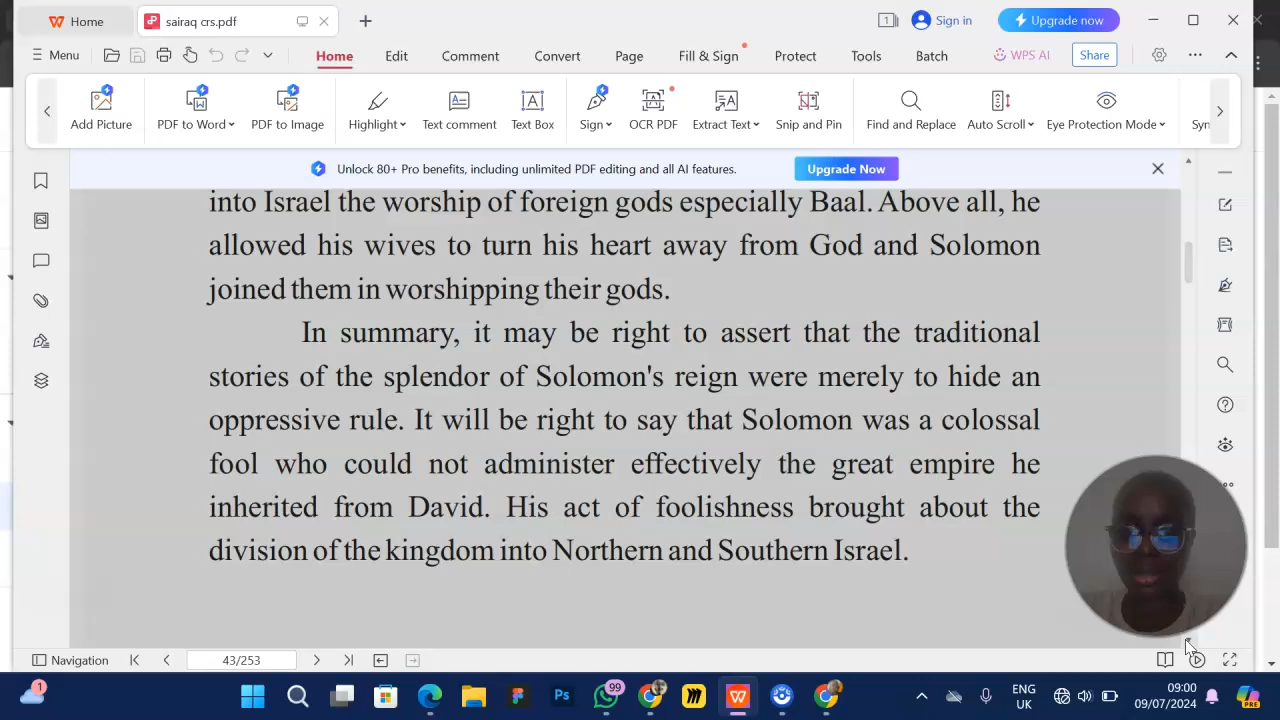 Home
sairaq crs.pdf
1
Sign in
Upgrade now
Menu
Home
Edit
Comment
Convert
Page
Fill & Sign
Protect
Tools
Batch
WPS AI
Share
Add Picture
PDF to Word
PDF to Image
Highlight
Text comment
Text Box
Sign
OCR PDF
Extract Text
Snip and Pin
Find and Replace
Auto Scroll
Eye Protection Mode
Syn
Unlock 80+ Pro benefits, including unlimited PDF editing and all AI features.
Upgrade Now
into Israel the worship of foreign gods especially Baal. Above all, he
allowed his wives to turn his heart away from God and Solomon
joined them in worshipping their gods.
In summary, it may be right to assert that the traditional
stories of the splendor of Solomon's reign were merely to hide an
oppressive rule. It will be right to say that Solomon was a colossal
fool who could not administer effectively the great empire he
inherited from David. His act of foolishness brought about the
division of the kingdom into Northern and Southern Israel.
Navigation
43/253
1
Ps
99
ENG
UK
09:00
09/07/2024
PRE